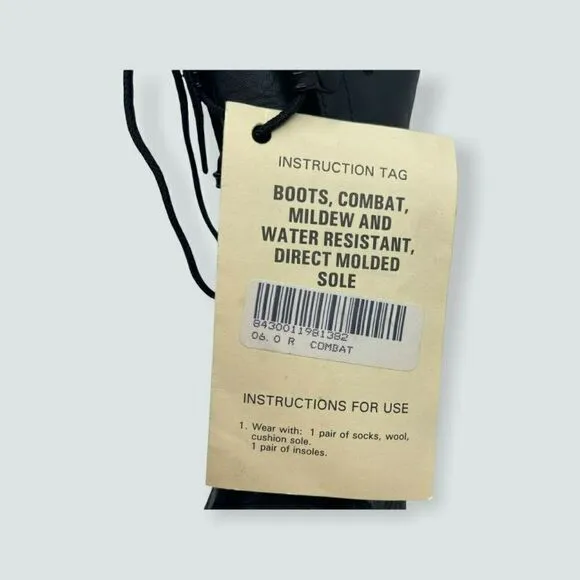 INSTRUCTION TAG
BOOTS, COMBAT,
MILDEW AND
WATER RESISTANT,
DIRECT MOLDED
SOLE
8430011981382
06.0 R COMBAT
INSTRUCTIONS FOR USE
1. Wear with: 1 pair of socks, wool,
cushion sole.
1 pair of insoles.